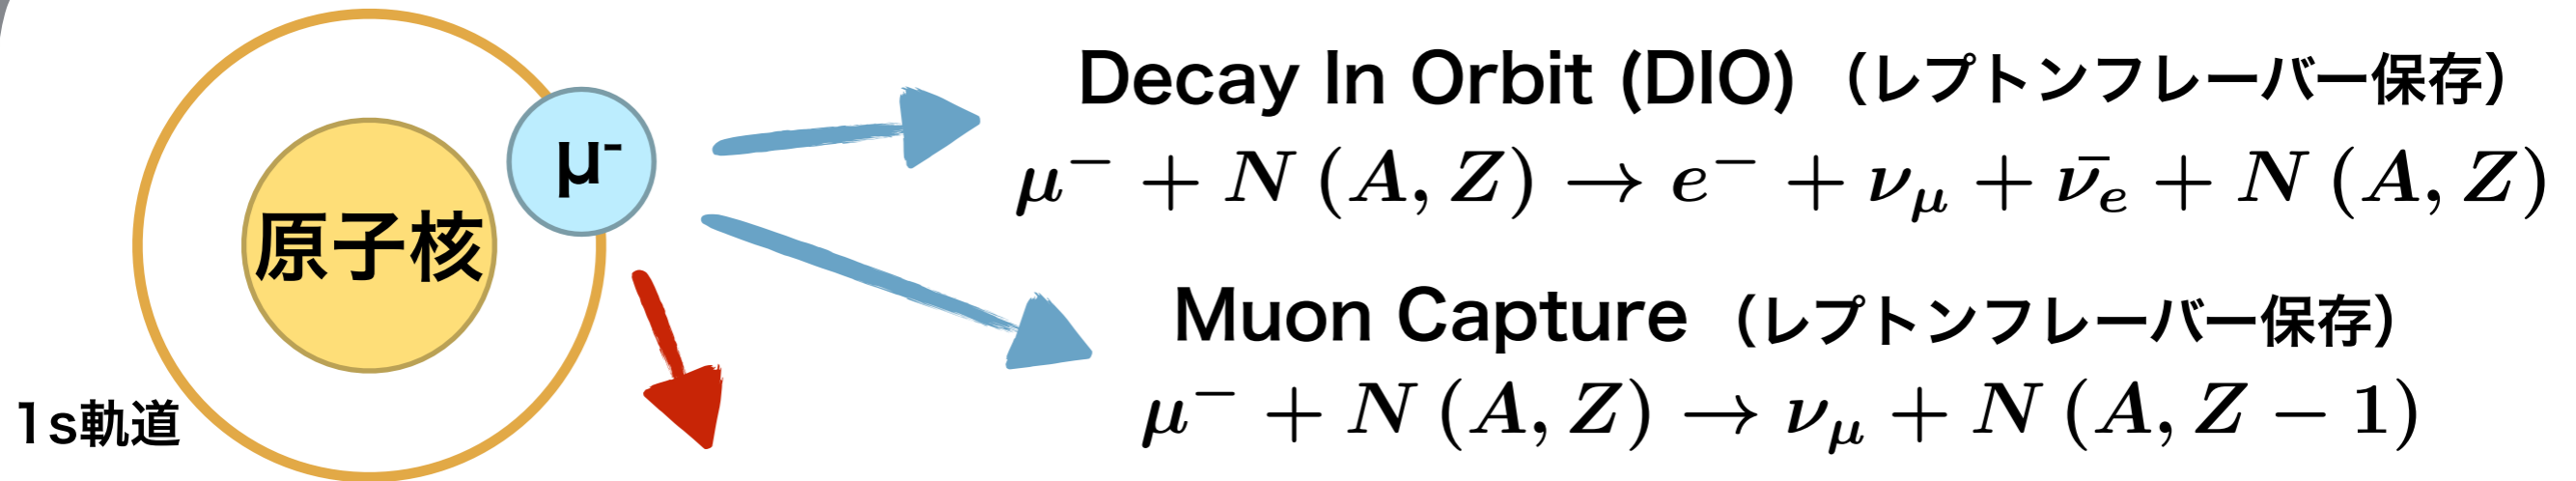 Decay In Orbit (DIO) （レプトンフレーバー保存）
μ⁻ + N (A, Z) → e⁻ + ν_μ + ν̄_e + N (A, Z)
μ-
原子核
Muon Capture （レプトンフレーバー保存）
μ⁻ + N (A, Z) → ν_μ + N (A, Z − 1)
1s軌道